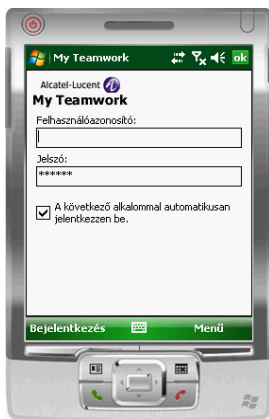 My Teamwork
ok
Alcatel-Lucent
My Teamwork
Felhasználóazonosító:
Jelszó:
******
A következő alkalommal automatikusan
jelentkezzen be.
Bejelentkezés
Menü